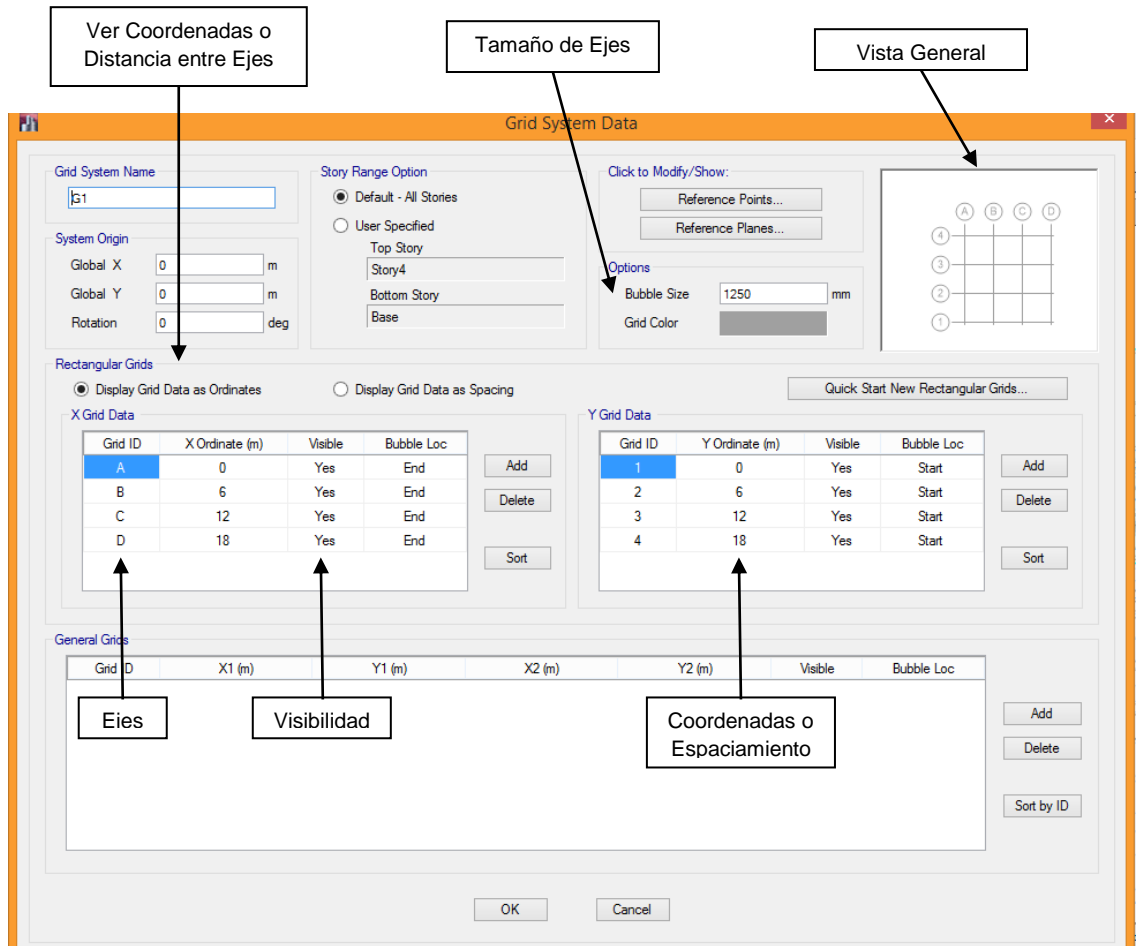 Ver Coordenadas o
Distancia entre Ejes
Tamaño de Ejes
Vista General
Grid System Data
Grid System Name
G1
System Origin
Global X 0 m
Global Y 0 m
Rotation 0 deg
Story Range Option
Default - All Stories
User Specified
Top Story
Story4
Bottom Story
Base
Click to Modify/Show:
Reference Points...
Reference Planes...
Options
Bubble Size 1250 mm
Grid Color
A B C D
4
3
2
1
Rectangular Grids
Display Grid Data as Ordinates Display Grid Data as Spacing
Quick Start New Rectangular Grids...
X Grid Data
Grid ID X Ordinate (m) Visible Bubble Loc
A 0 Yes End
B 6 Yes End
C 12 Yes End
D 18 Yes End
Add
Delete
Sort
Y Grid Data
Grid ID Y Ordinate (m) Visible Bubble Loc
1 0 Yes Start
2 6 Yes Start
3 12 Yes Start
4 18 Yes Start
Add
Delete
Sort
General Grids
Grid ID X1 (m) Y1 (m) X2 (m) Y2 (m) Visible Bubble Loc
Ejes
Visibilidad
Coordenadas o
Espaciamiento
Add
Delete
Sort by ID
OK Cancel